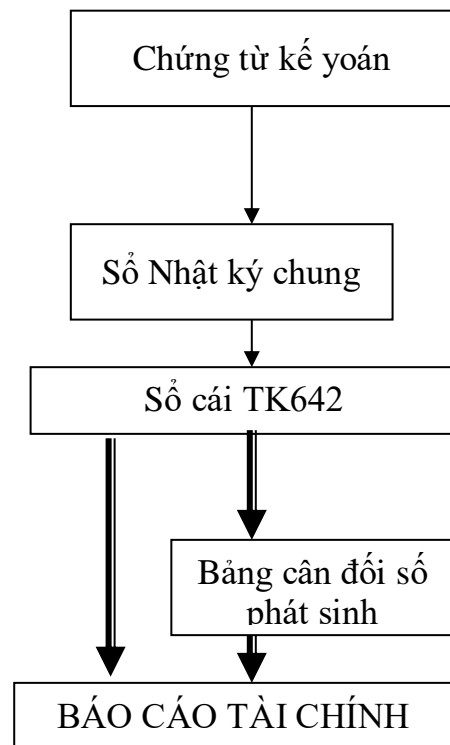 Chứng từ kế yoán
Sổ Nhật ký chung
Sổ cái TK642
Bảng cân đối số
phát sinh
BÁO CÁO TÀI CHÍNH